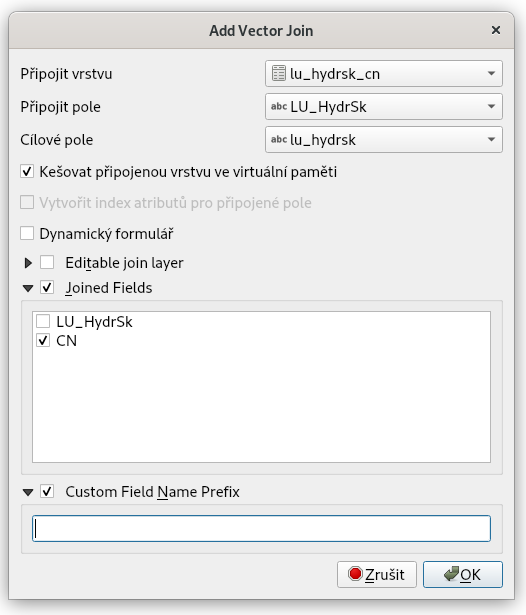 Add Vector Join
Připojit vrstvu lu_hydrsk_cn
Připojit pole abc LU_HydrSk
Cílové pole abc lu_hydrsk
Kešovat připojenou vrstvu ve virtuální paměti
Vytvořit index atributů pro připojené pole
Dynamický formulář
Editable join layer
Joined Fields
LU_HydrSk
CN
Custom Field Name Prefix
Zrušit OK